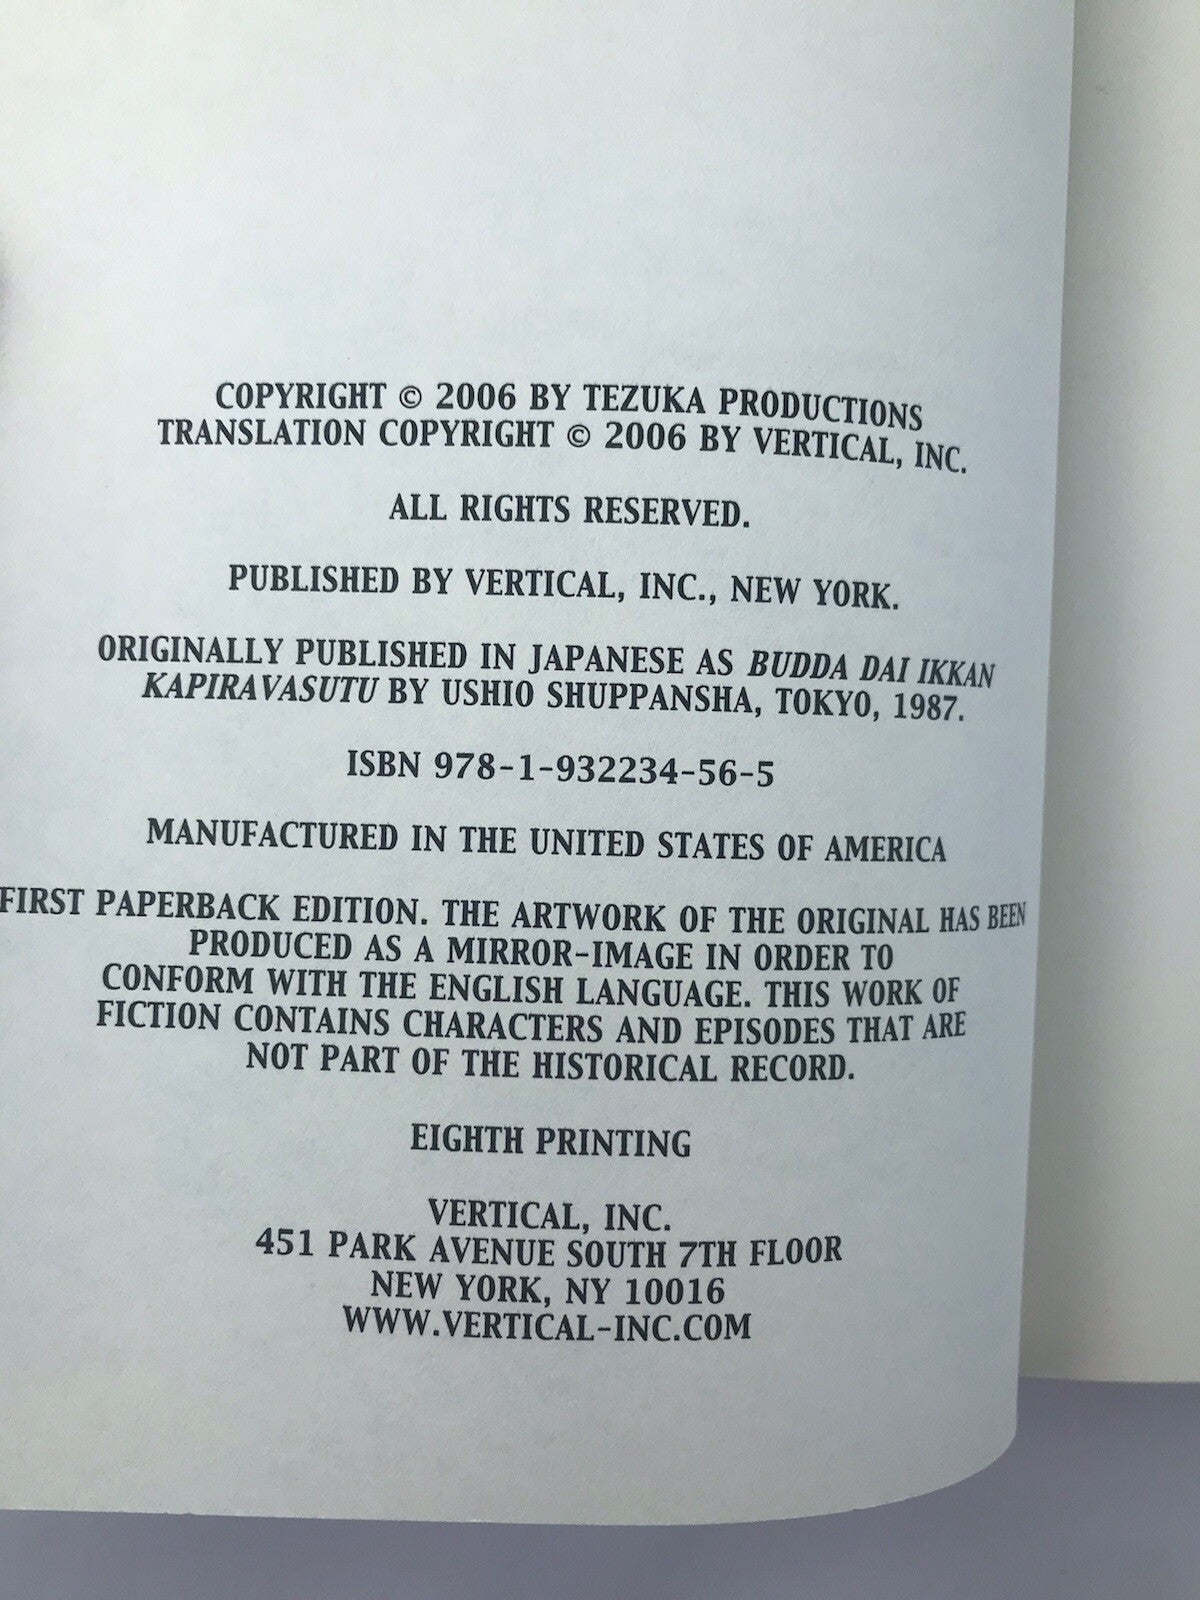 COPYRIGHT © 2006 BY TEZUKA PRODUCTIONS
TRANSLATION COPYRIGHT © 2006 BY VERTICAL, INC.
ALL RIGHTS RESERVED.
PUBLISHED BY VERTICAL, INC., NEW YORK.
ORIGINALLY PUBLISHED IN JAPANESE AS BUDDA DAI IKKAN
KAPIRAVASUTU BY USHIO SHUPPANSHA, TOKYO, 1987.
ISBN 978-1-932234-56-5
MANUFACTURED IN THE UNITED STATES OF AMERICA
FIRST PAPERBACK EDITION. THE ARTWORK OF THE ORIGINAL HAS BEEN
PRODUCED AS A MIRROR-IMAGE IN ORDER TO
CONFORM WITH THE ENGLISH LANGUAGE. THIS WORK OF
FICTION CONTAINS CHARACTERS AND EPISODES THAT ARE
NOT PART OF THE HISTORICAL RECORD.
EIGHTH PRINTING
VERTICAL, INC.
451 PARK AVENUE SOUTH 7TH FLOOR
NEW YORK, NY 10016
WWW.VERTICAL-INC.COM